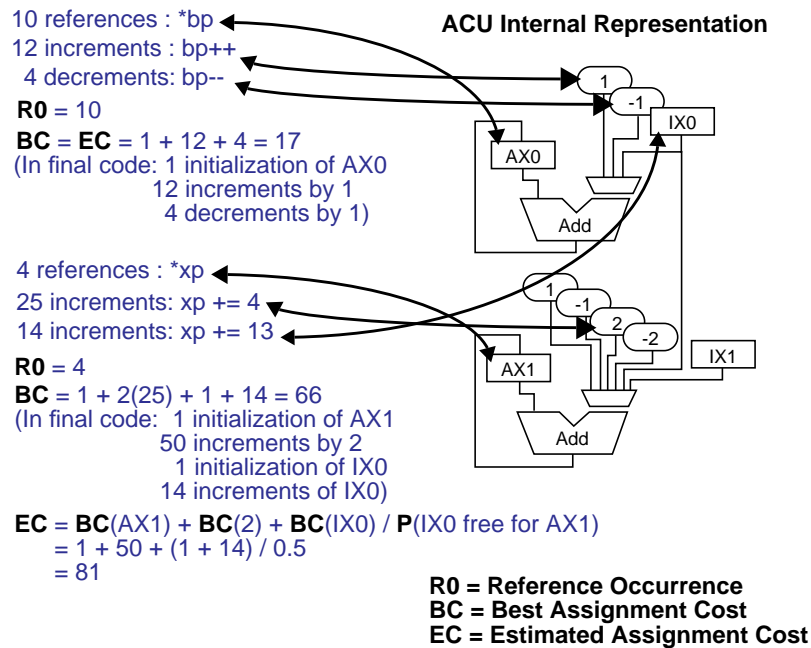 10 references : *bp
ACU Internal Representation
12 increments : bp++
4 decrements: bp--
1
-1
R0 = 10
IX0
BC = EC = 1 + 12 + 4 = 17
(In final code: 1 initialization of AX0
AX0
12 increments by 1
4 decrements by 1)
Add
4 references : *xp
25 increments: xp += 4
1
-1
14 increments: xp += 13
2
-2
R0 = 4
AX1
IX1
BC = 1 + 2(25) + 1 + 14 = 66
(In final code: 1 initialization of AX1
50 increments by 2
Add
1 initialization of IX0
14 increments of IX0)
EC = BC(AX1) + BC(2) + BC(IX0) / P(IX0 free for AX1)
= 1 + 50 + (1 + 14) / 0.5
= 81
R0 = Reference Occurrence
BC = Best Assignment Cost
EC = Estimated Assignment Cost